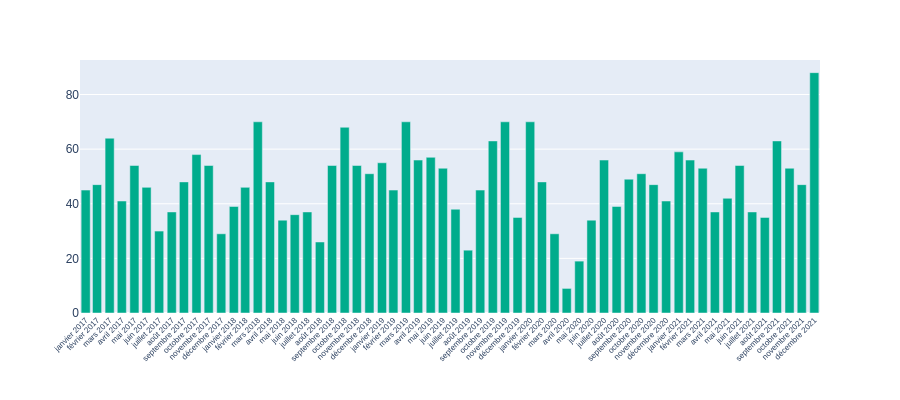 80
60
40
20
0
janvier 2017
février 2017
mars 2017
avril 2017
mai 2017
juin 2017
juillet 2017
août 2017
septembre 2017
octobre 2017
novembre 2017
décembre 2017
janvier 2018
février 2018
mars 2018
avril 2018
mai 2018
juin 2018
juillet 2018
août 2018
septembre 2018
octobre 2018
novembre 2018
décembre 2018
janvier 2019
février 2019
mars 2019
avril 2019
mai 2019
juin 2019
juillet 2019
août 2019
septembre 2019
octobre 2019
novembre 2019
décembre 2019
janvier 2020
février 2020
mars 2020
avril 2020
mai 2020
juin 2020
juillet 2020
août 2020
septembre 2020
octobre 2020
novembre 2020
décembre 2020
janvier 2021
février 2021
mars 2021
avril 2021
mai 2021
juin 2021
juillet 2021
août 2021
septembre 2021
octobre 2021
novembre 2021
décembre 2021